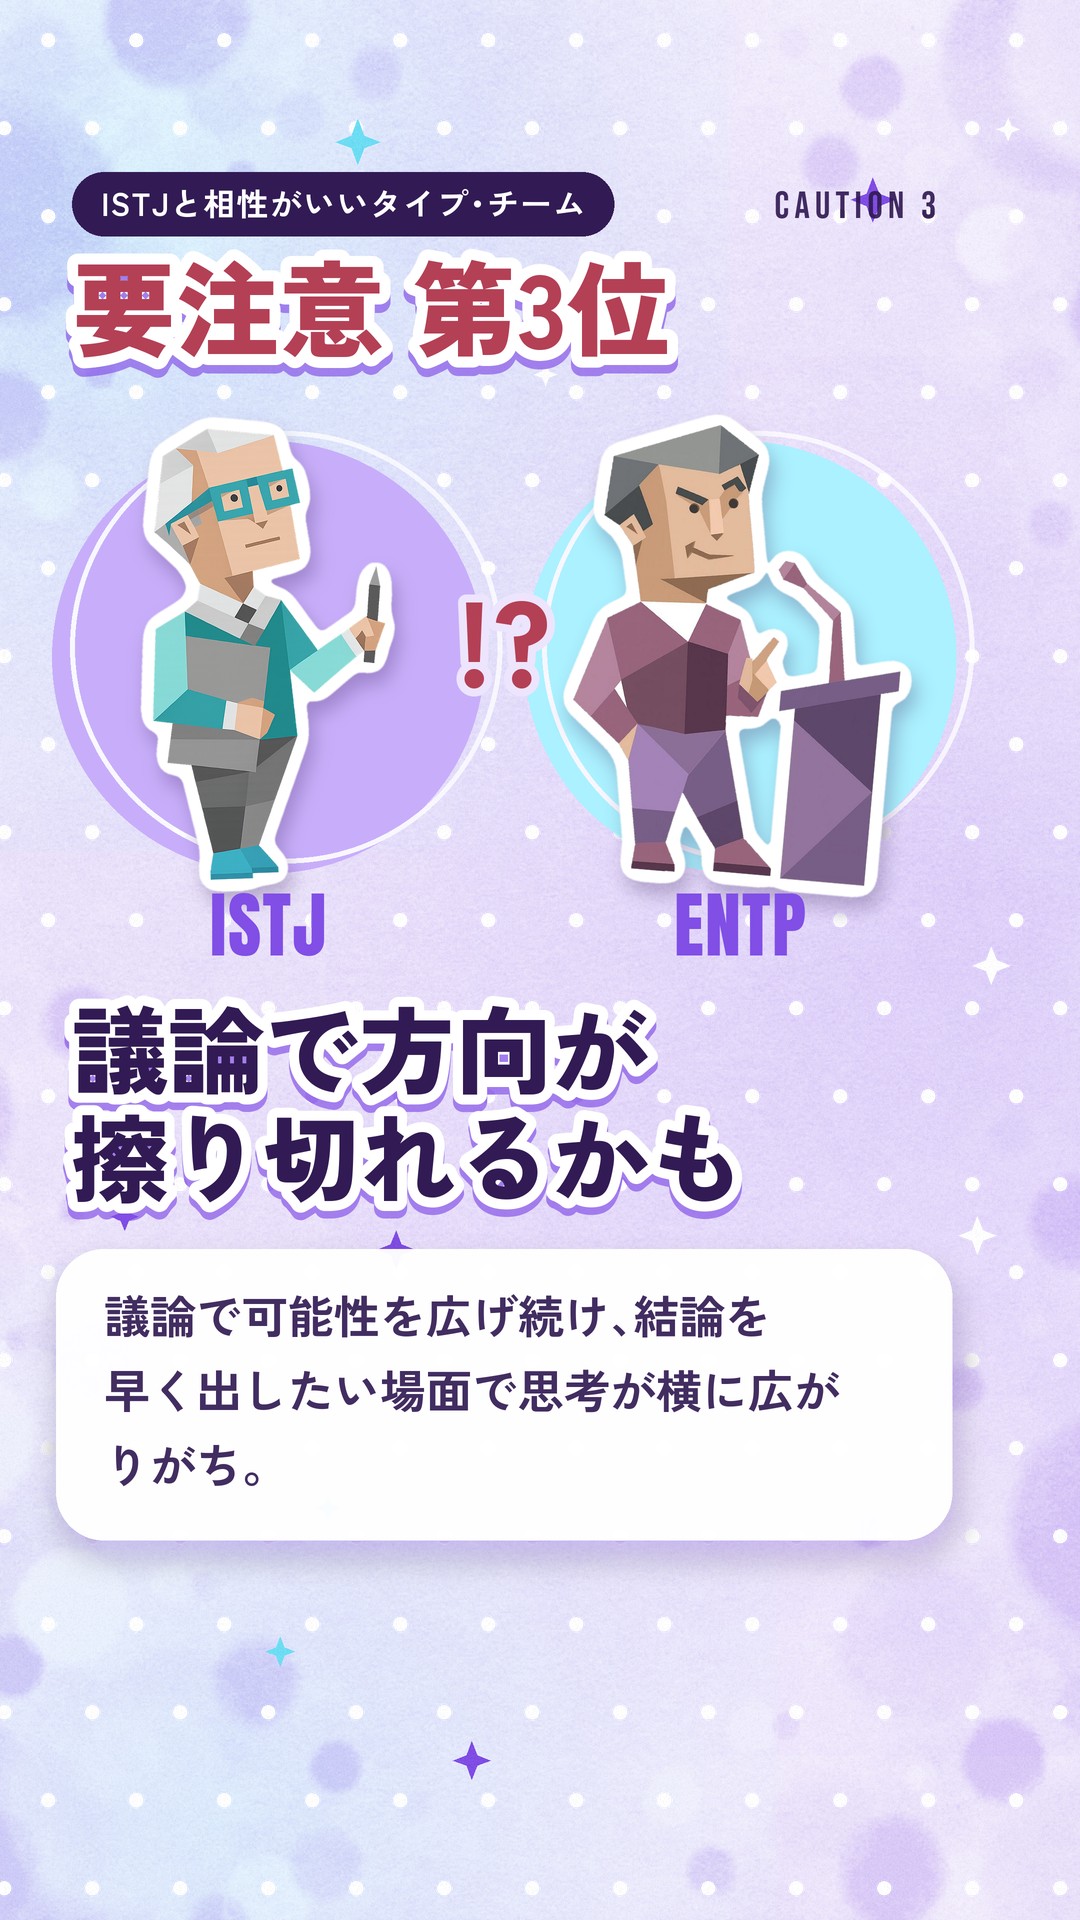 ISTJと相性がいいタイプ・チーム
CAUTION 3
要注意 第3位
!?
ISTJ
ENTP
議論で方向が
擦り切れるかも
議論で可能性を広げ続け、結論を
早く出したい場面で思考が横に広が
りがち。